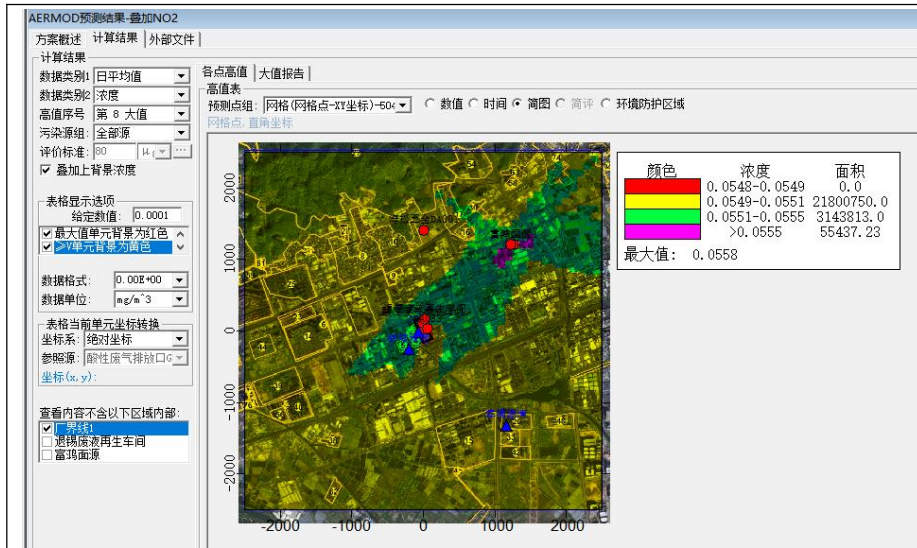 AERMOD预测结果-叠加NO2
方案概述 计算结果 外部文件
计算结果
数据类别1 日平均值
数据类别2 浓度
高值序号 第 8 大值
污染源组: 全部源
评价标准: 80
叠加上背景浓度
表格显示选项
给定数值: 0.0001
最大值单元背景为红色
≥V单元背景为黄色
数据格式: 0.00E+00
数据单位: mg/m^3
表格当前单元坐标转换
坐标系: 绝对坐标
参照源: 酸性废气排放口G
坐标(x,y):
查看内容不含以下区域内部:
厂界线1
退锡废液再生车间
富鸿面源
各点高值 大值报告
高值表
预测点组: 网格(网格点-XY坐标)-504 数值 时间 简图 简评 环境防护区域
网格点,直角坐标
2000
1000
0
-1000
-2000
-2000 -1000 0 1000 2000
颜色 浓度 面积
0.0548-0.0549 0.0
0.0549-0.0551 21800750.0
0.0551-0.0555 3143813.0
>0.0555 55437.23
最大值: 0.0558